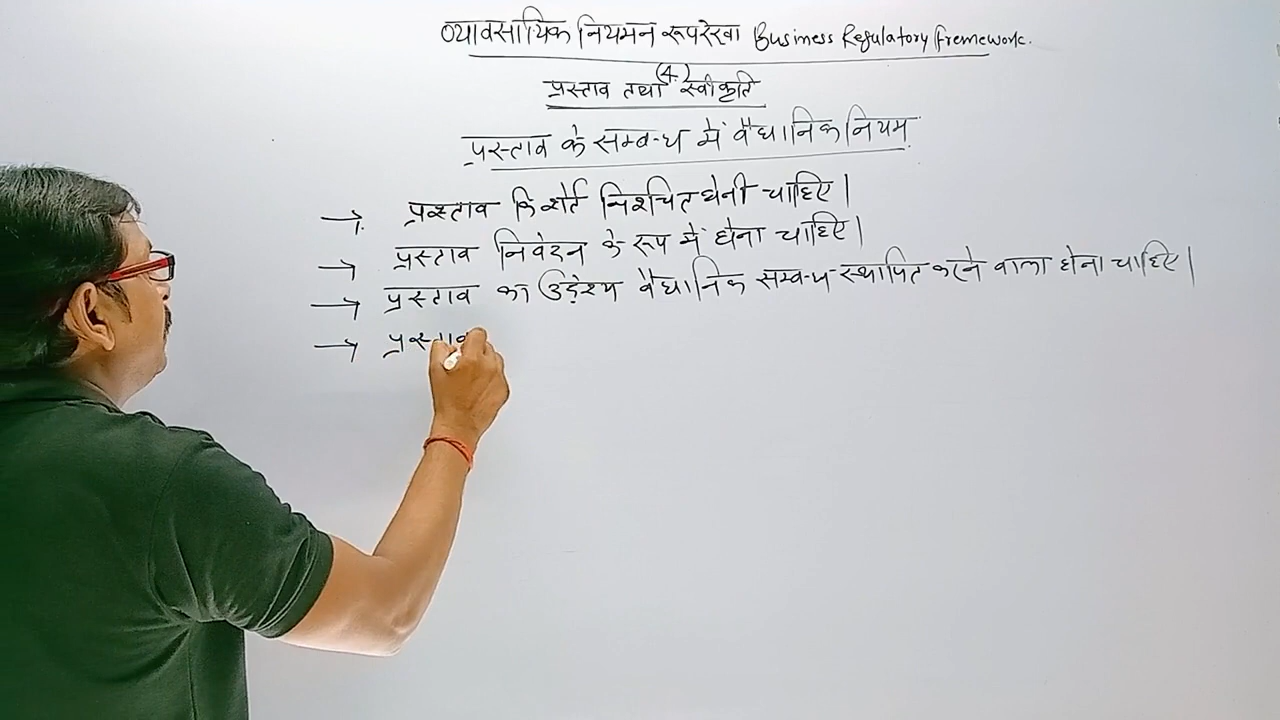 व्यावसायिक नियमन रूपरेखा Business Regulatory Fremework.
(4.)
प्रस्ताव तथा स्वीकृति
प्रस्ताव के सम्बन्ध में वैधानिक नियम
→ प्रस्ताव कि शर्ते निश्चित होनी चाहिए।
→ प्रस्ताव निवेदन के रूप में होना चाहिए।
→ प्रस्ताव का उद्देश्य वैधानिक सम्बन्ध स्थापित करने वाला होना चाहिए।
→ प्रस्ताव